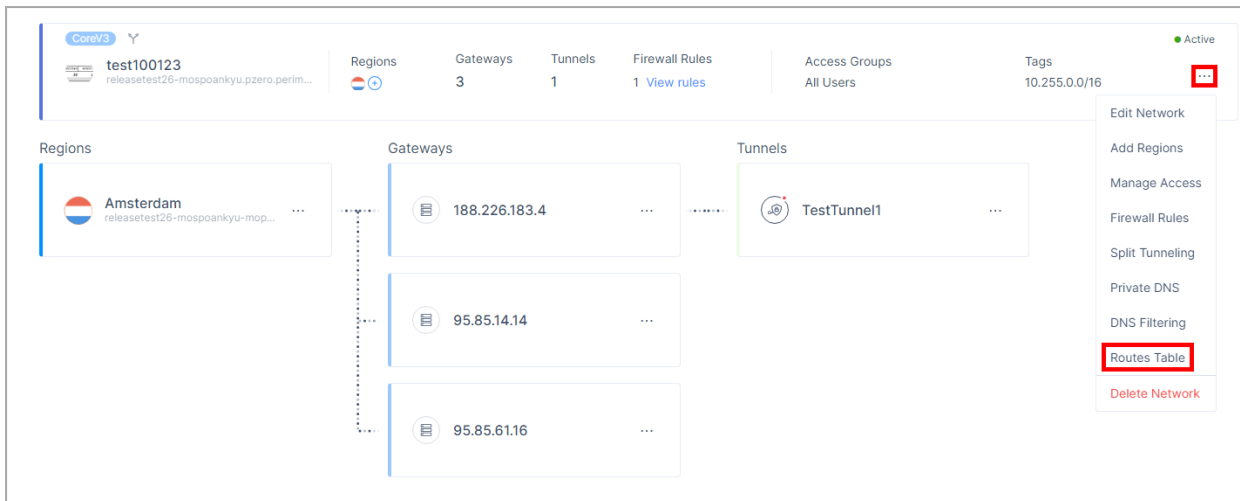 CoreV3
Active
test100123
releasetest26-mospoankyu.pzero.perim...
Regions
Gateways
3
Tunnels
1
Firewall Rules
1 View rules
Access Groups
All Users
Tags
10.255.0.0/16
...
Edit Network
Add Regions
Manage Access
Firewall Rules
Split Tunneling
Private DNS
DNS Filtering
Routes Table
Delete Network
Regions
Gateways
Tunnels
Amsterdam
releasetest26-mospoankyu-mop...
...
188.226.183.4
...
TestTunnel1
...
95.85.14.14
...
95.85.61.16
...